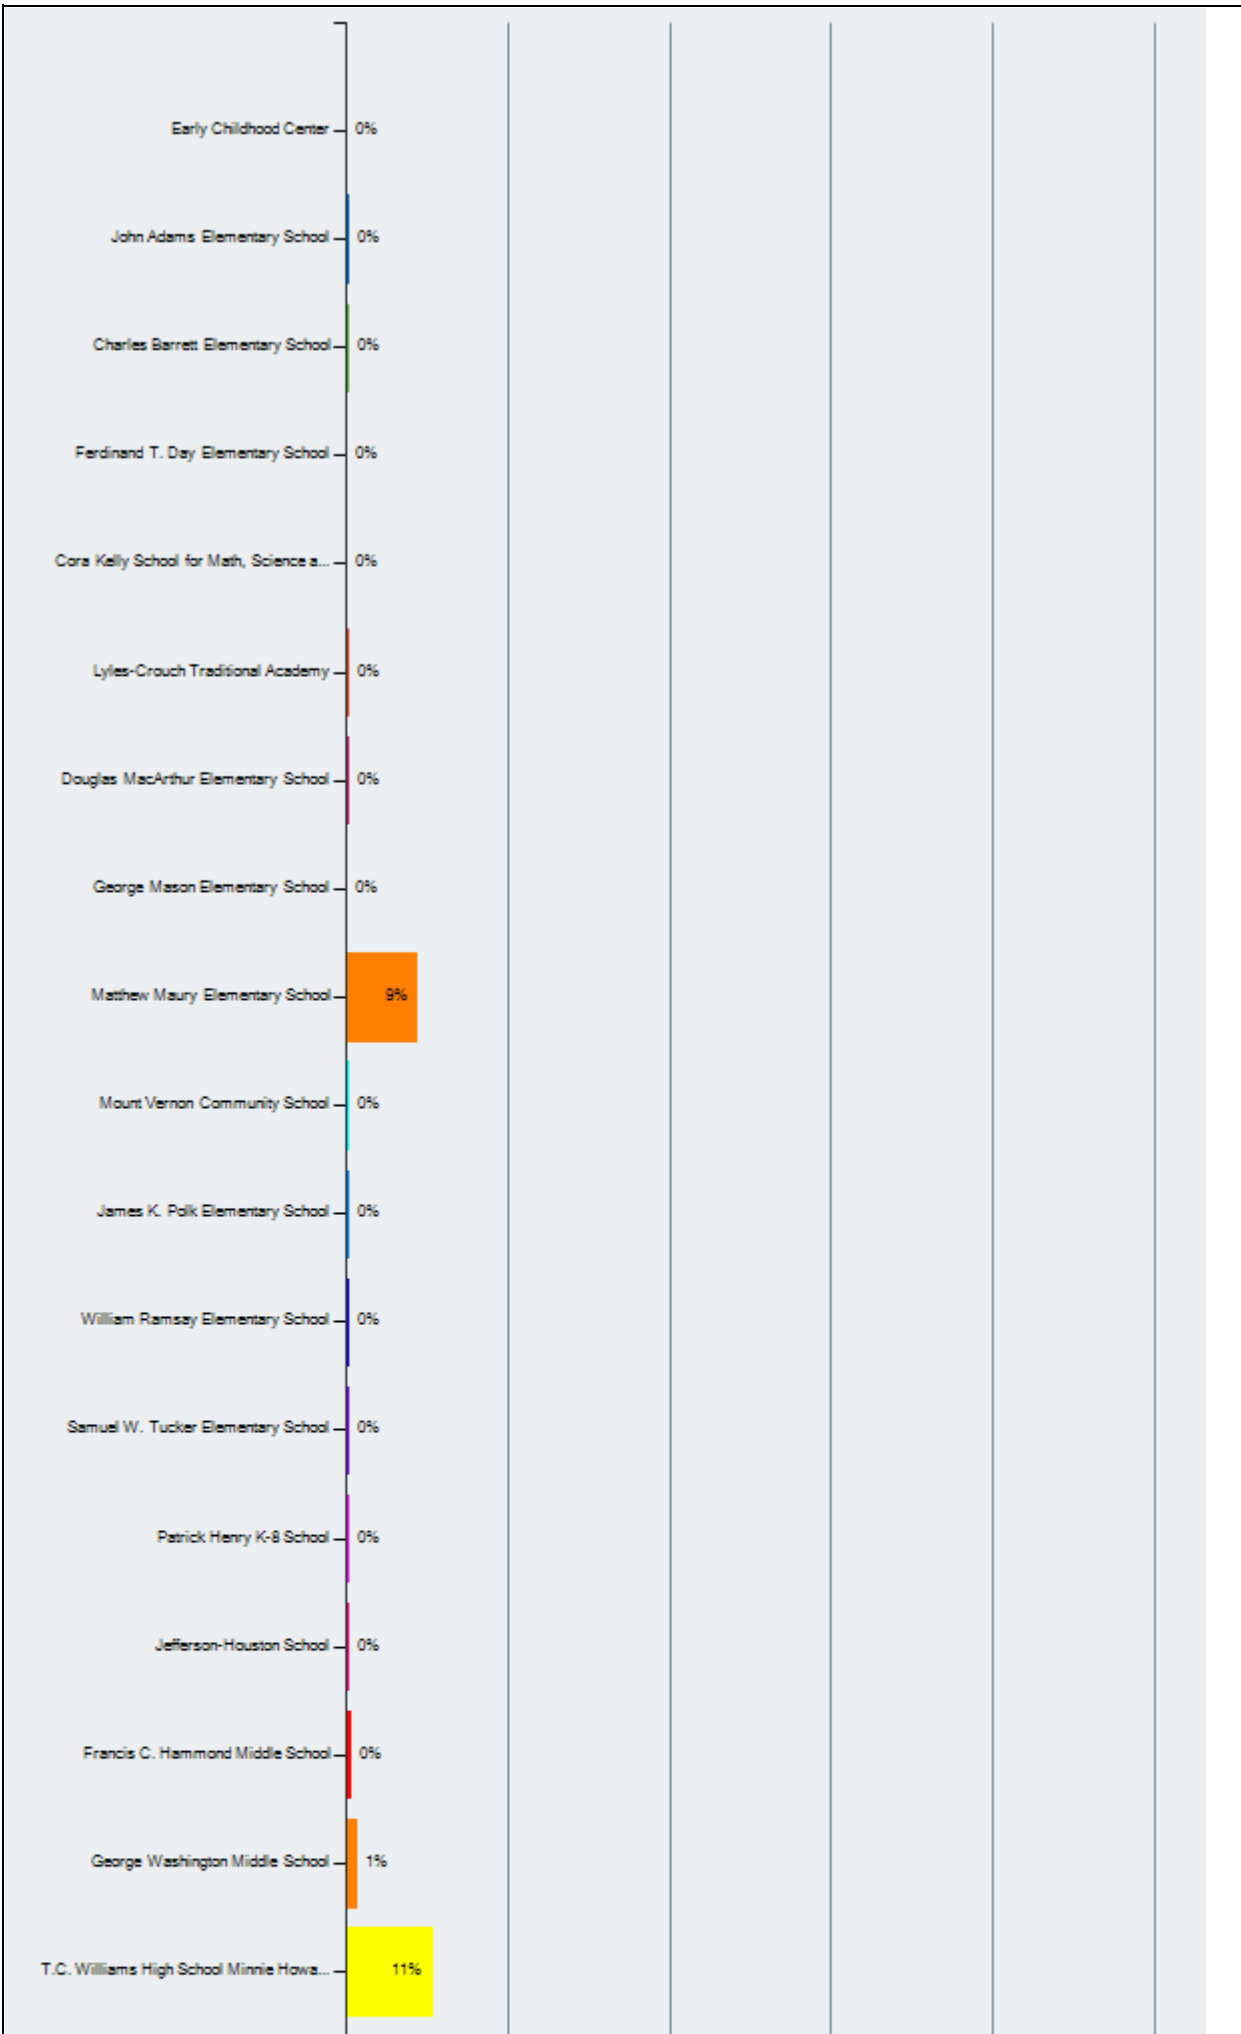 Early Childhood Center 0%
John Adams Elementary School 0%
Charles Barrett Elementary School 0%
Ferdinand T. Day Elementary School 0%
Cora Kelly School for Math, Science a... 0%
Lyles-Crouch Traditional Academy 0%
Douglas MacArthur Elementary School 0%
George Mason Elementary School 0%
Matthew Maury Elementary School 9%
Mount Vernon Community School 0%
James K. Polk Elementary School 0%
William Ramsay Elementary School 0%
Samuel W. Tucker Elementary School 0%
Patrick Henry K-8 School 0%
Jefferson-Houston School 0%
Francis C. Hammond Middle School 0%
George Washington Middle School 1%
T.C. Williams High School Minnie Howa... 11%